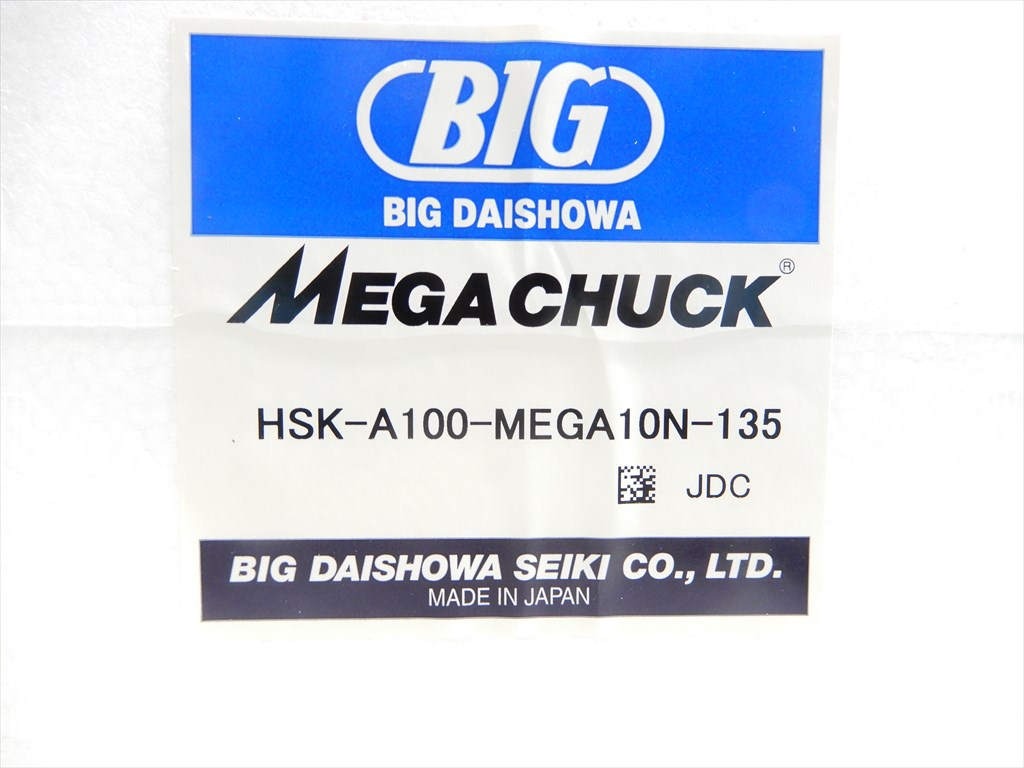 BIG
BIG DAISHOWA
MEGA CHUCK®
HSK-A100-MEGA10N-135
JDC
BIG DAISHOWA SEIKI CO., LTD.
MADE IN JAPAN